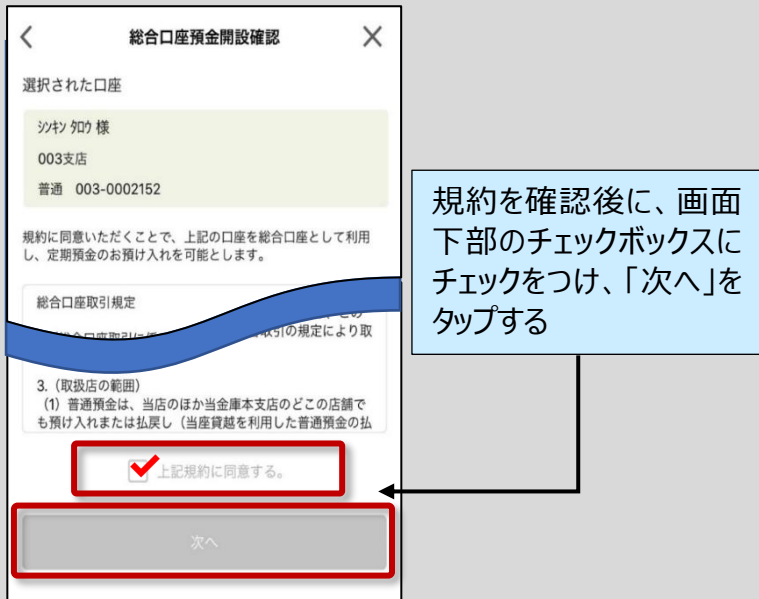 総合口座預金開設確認
選択された口座
シンキン タロウ 様
003支店
普通 003-0002152
規約に同意いただくことで、上記の口座を総合口座として利用
し、定期預金のお預け入れを可能とします。
総合口座取引規定
取引の規定により取
3.(取扱店の範囲)
(1) 普通預金は、当店のほか当金庫本支店のどこの店舗で
も預け入れまたは払戻し(当座貸越を利用した普通預金の払
上記規約に同意する。
次へ
規約を確認後に、画面
下部のチェックボックスに
チェックをつけ、「次へ」を
タップする